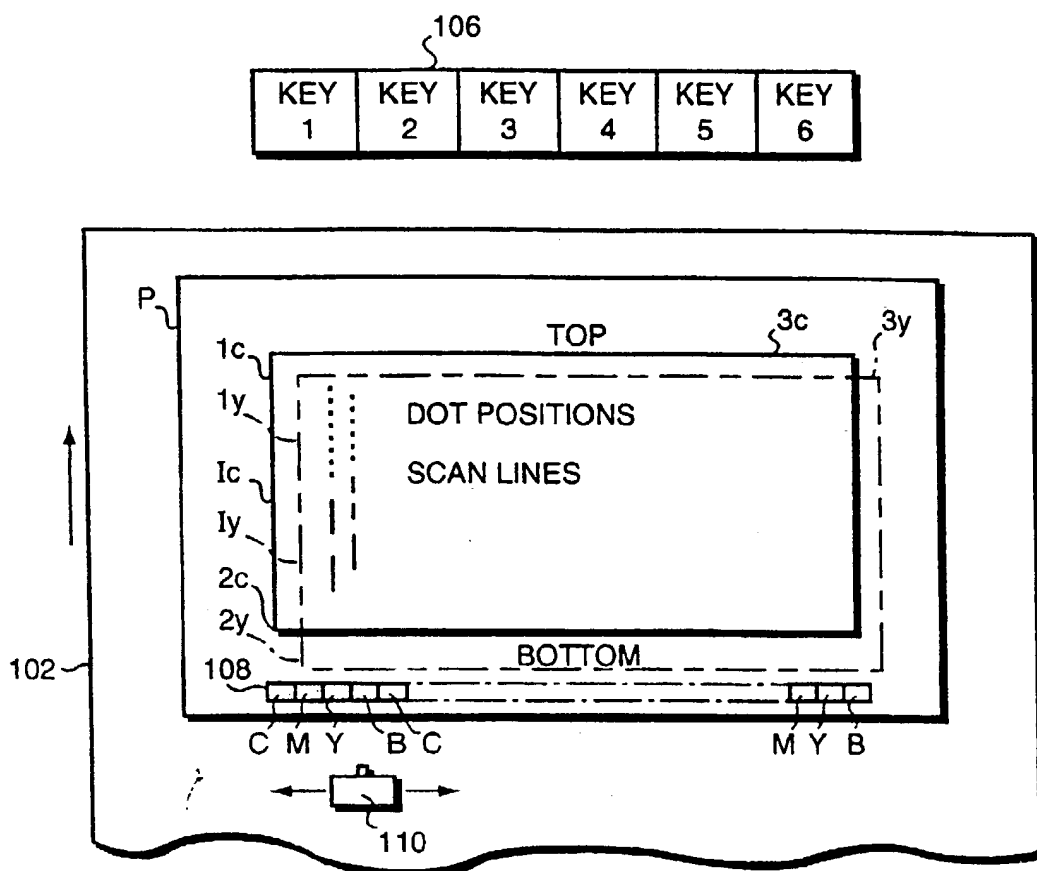 106
KEY 1 KEY 2 KEY 3 KEY 4 KEY 5 KEY 6
P
TOP
3c
3y
1c
1y
DOT POSITIONS
Ic
SCAN LINES
Iy
2c
2y
BOTTOM
102
108
C M Y B C M Y B
110